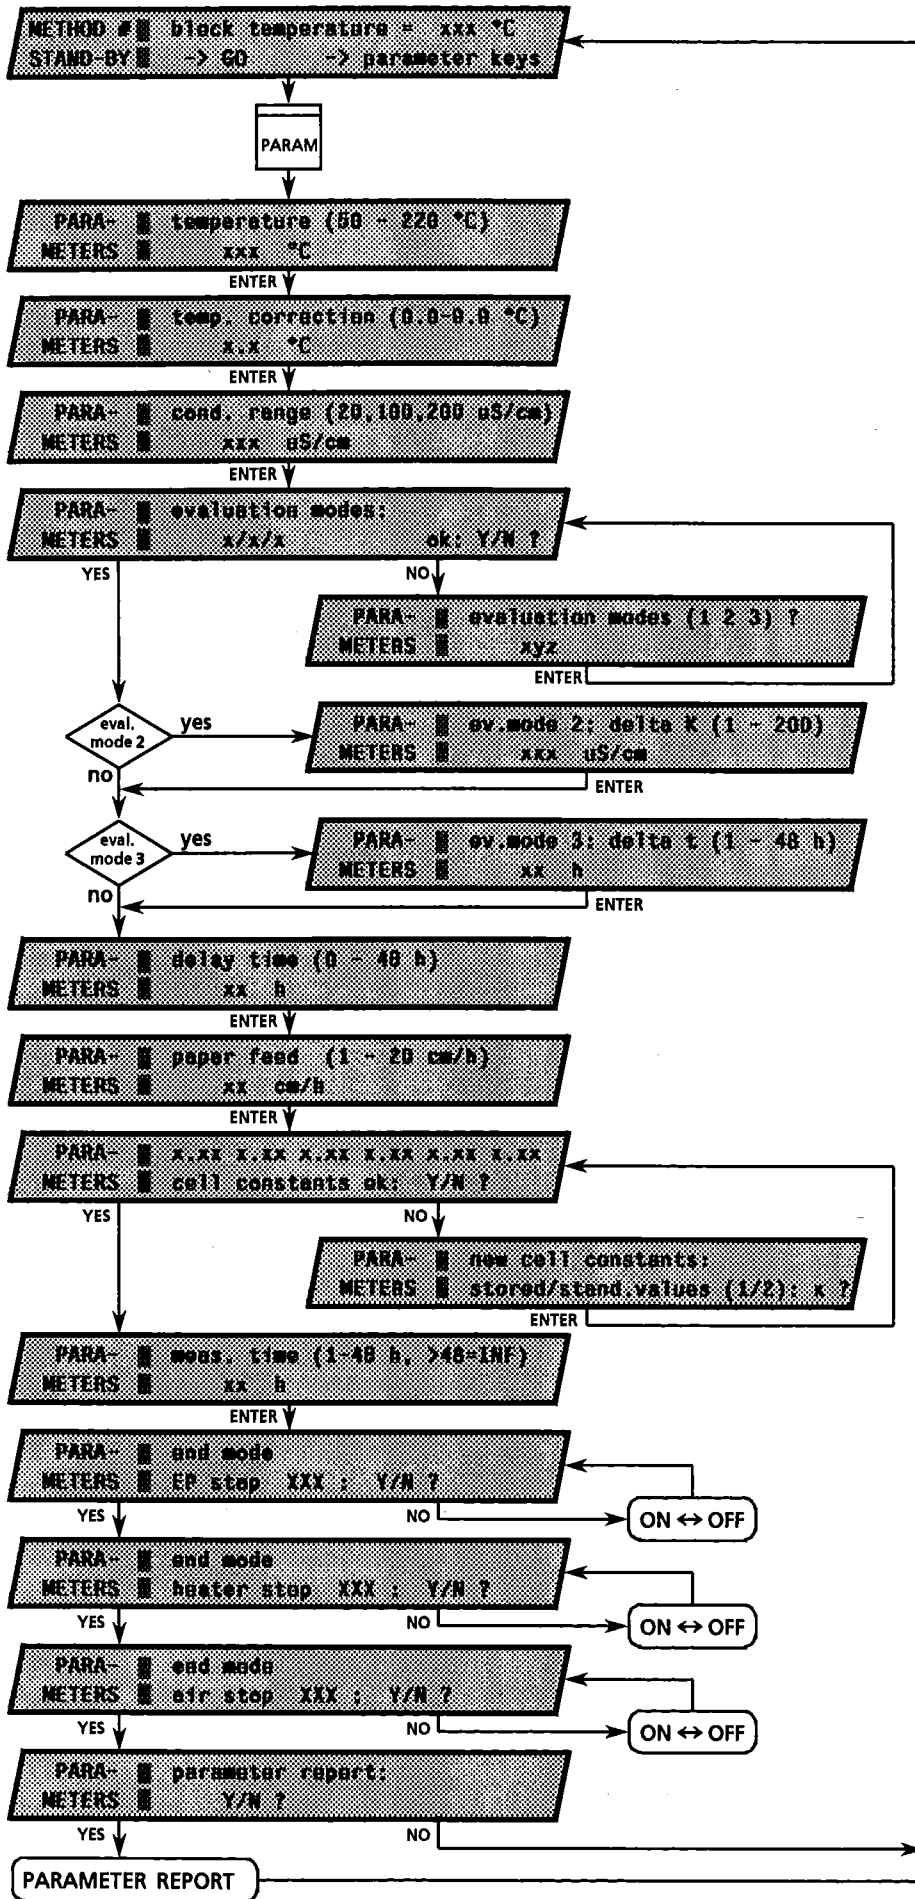 METHOD # block temperature = xxx °C
STAND-BY -> GO -> parameter keys
PARAM
PARA- temperature (50 - 220 °C)
METERS xxx °C
ENTER
PARA- temp. correction (0.0-9.9 °C)
METERS x.x °C
ENTER
PARA- cond. range (20,100,200 uS/cm)
METERS xxx uS/cm
ENTER
PARA- evaluation modes:
METERS x/x/x ok: Y/N ?
YES NO
PARA- evaluation modes (1 2 3) ?
METERS xyz
ENTER
eval. mode 2
yes
PARA- ev.mode 2: delta K (1 - 200)
METERS xxx uS/cm
no
ENTER
eval. mode 3
yes
PARA- ev.mode 3: delta t (1 - 48 h)
METERS xx h
no
ENTER
PARA- delay time (0 - 48 h)
METERS xx h
ENTER
PARA- paper feed (1 - 20 cm/h)
METERS xx cm/h
ENTER
PARA- x.xx x.xx x.xx x.xx x.xx x.xx
METERS cell constants ok: Y/N ?
YES NO
PARA- new cell constants:
METERS stored/stand.values (1/2): x ?
ENTER
PARA- meas. time (1-48 h, >48=INF)
METERS xx h
ENTER
PARA- end mode
METERS EP stop XXX : Y/N ?
YES NO
ON ↔ OFF
PARA- end mode
METERS heater stop XXX : Y/N ?
YES NO
ON ↔ OFF
PARA- end mode
METERS air stop XXX : Y/N ?
YES NO
ON ↔ OFF
PARA- parameter report:
METERS Y/N ?
YES NO
PARAMETER REPORT